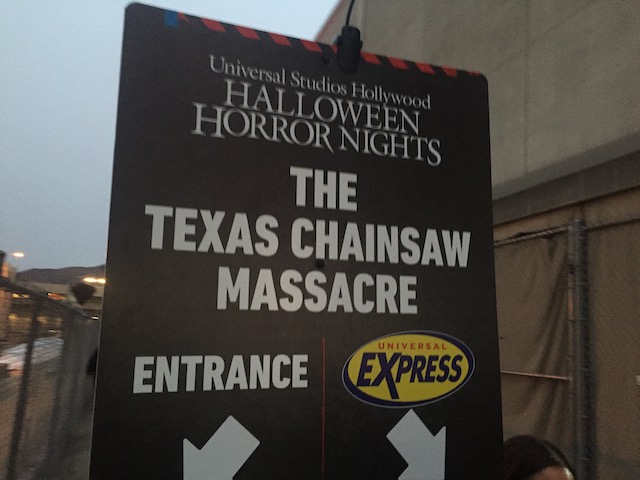 Universal Studios Hollywood
HALLOWEEN
HORROR NIGHTS
THE
TEXAS CHAINSAW
MASSACRE
ENTRANCE
UNIVERSAL
EXPRESS